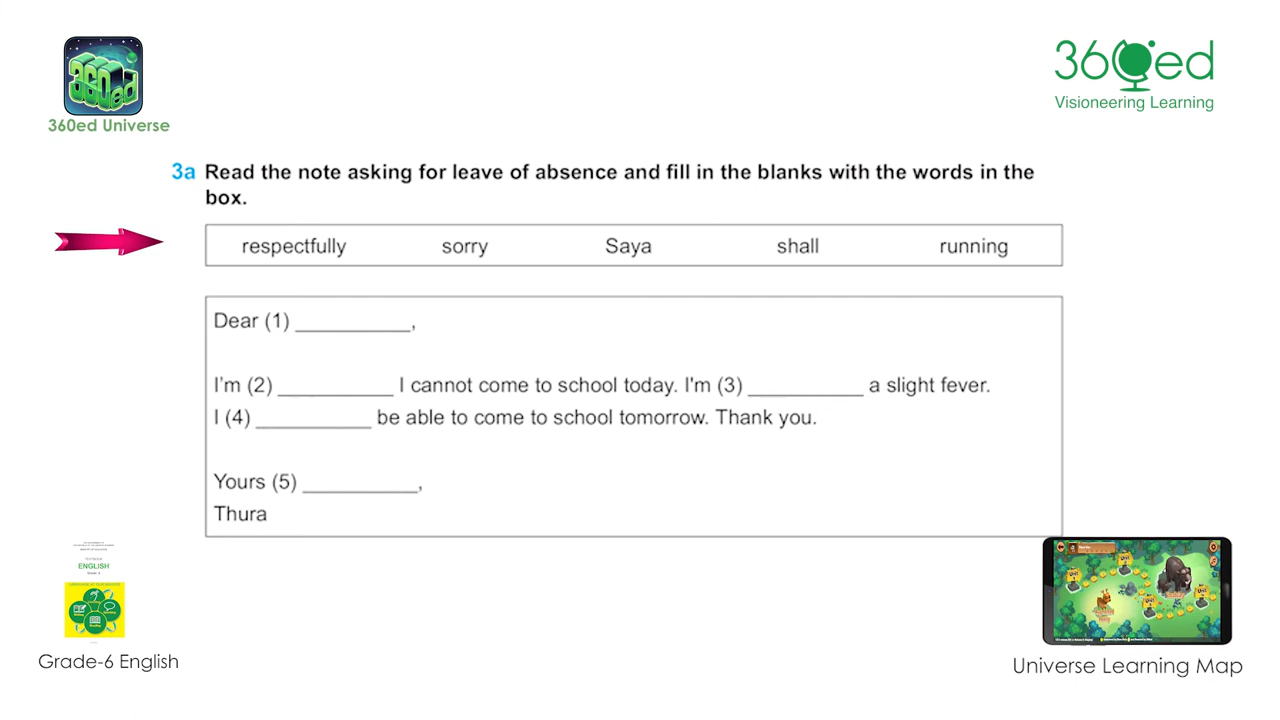 360ed
360ed Universe
360ed
Visioneering Learning
3a Read the note asking for leave of absence and fill in the blanks with the words in the
box.
respectfully sorry Saya shall running
Dear (1) __________,
I'm (2) __________ I cannot come to school today. I'm (3) __________ a slight fever.
I (4) __________ be able to come to school tomorrow. Thank you.
Yours (5) __________,
Thura
ENGLISH
Grade-6 English
Universe Learning Map